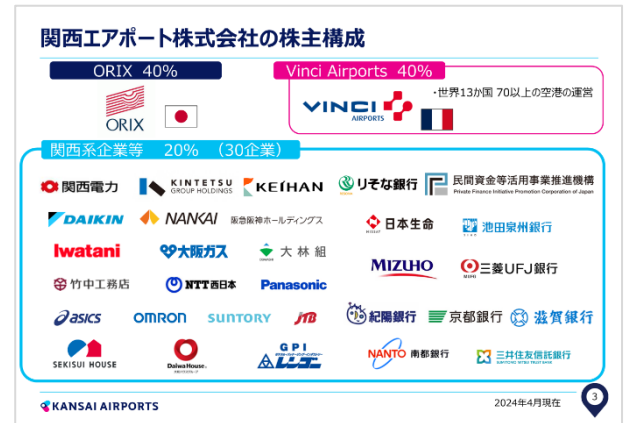 関西エアポート株式会社の株主構成
ORIX 40%
Vinci Airports 40%
ORIX
VINCI
AIRPORTS
・世界13か国 70以上の空港の運営
関西系企業等 20% （30企業）
関西電力 KINTETSU GROUP HOLDINGS KEIHAN りそな銀行 民間資金等活用事業推進機構
Private Finance Initiative Promotion Corporation of Japan
DAIKIN NANKAI 阪急阪神ホールディングス 日本生命 池田泉州銀行
Iwatani 大阪ガス 大林組 MIZUHO 三菱UFJ銀行
竹中工務店 NTT西日本 Panasonic
asics OMRON SUNTORY JTB 紀陽銀行 京都銀行 滋賀銀行
SEKISUI HOUSE Daiwa House GPI レンゴー NANTO 南都銀行 三井住友信託銀行
SUMITOMO MITSUI TRUST BANK
KANSAI AIRPORTS
2024年4月現在
3